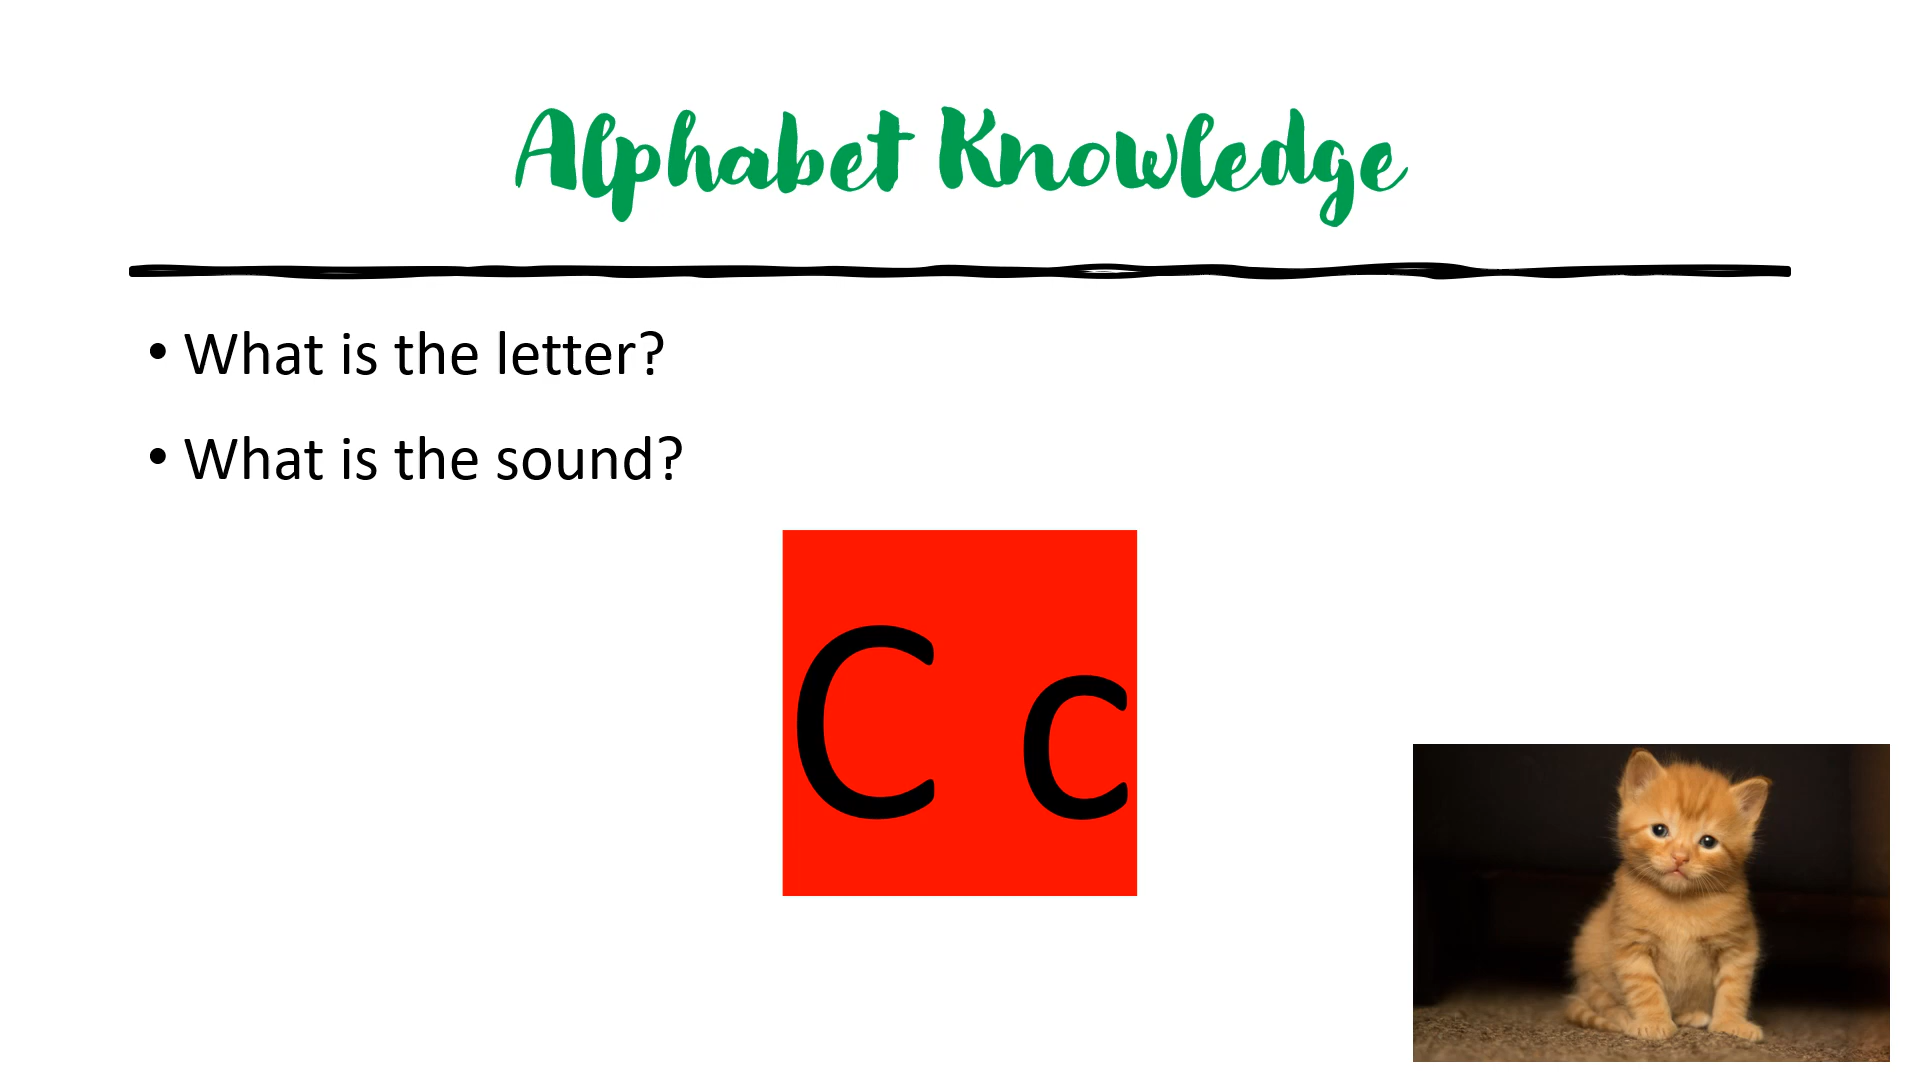 Alphabet Knowledge
• What is the letter?
• What is the sound?
C c